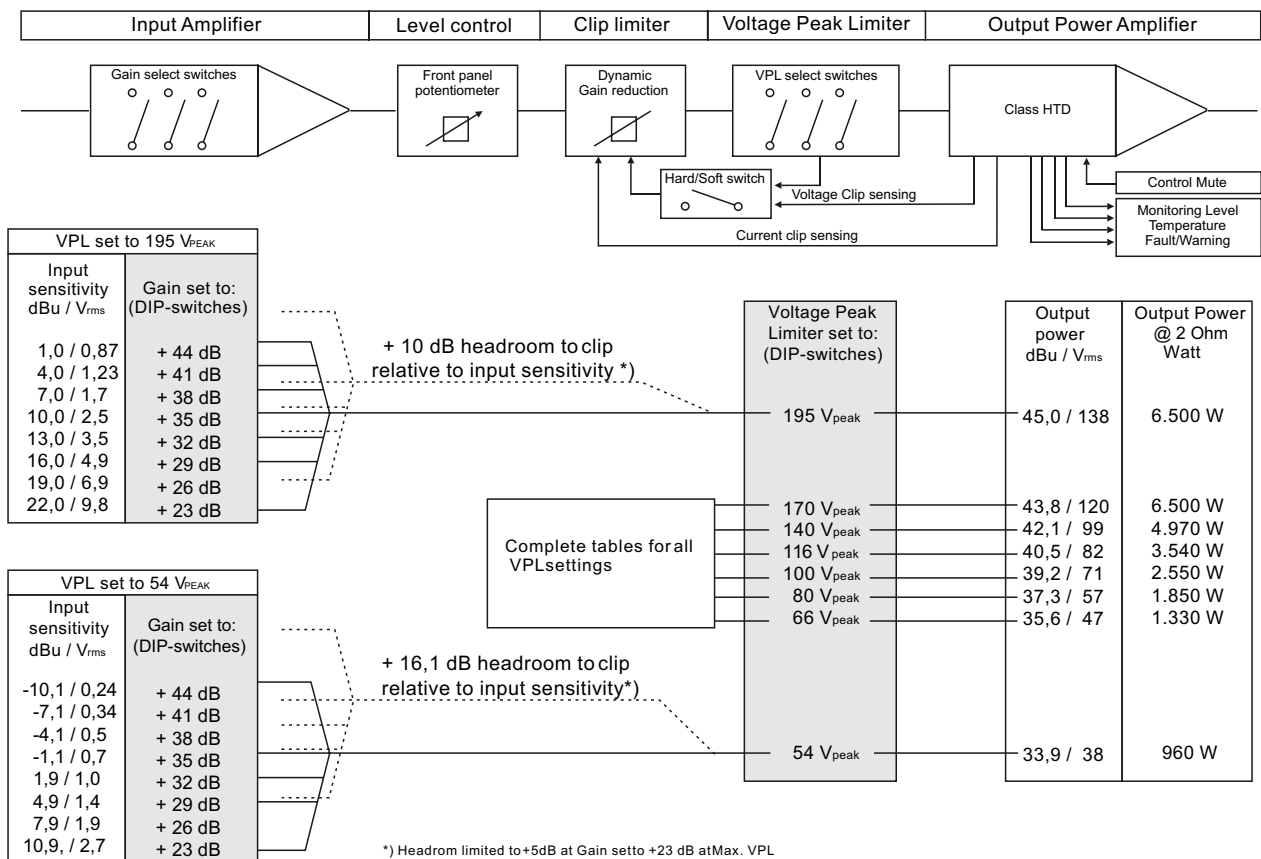 Input Amplifier
Level control
Clip limiter
Voltage Peak Limiter
Output Power Amplifier
Gain select switches
Front panel
potentiometer
Dynamic
Gain reduction
VPL select switches
Class HTD
Hard/Soft switch
Voltage Clip sensing
Current clip sensing
Control Mute
Monitoring Level
Temperature
Fault/Warning
VPL set to 195 VPEAK
Input
sensitivity
dBu / Vrms
Gain set to:
(DIP-switches)
1,0 / 0,87 + 44 dB
4,0 / 1,23 + 41 dB
7,0 / 1,7 + 38 dB
10,0 / 2,5 + 35 dB
13,0 / 3,5 + 32 dB
16,0 / 4,9 + 29 dB
19,0 / 6,9 + 26 dB
22,0 / 9,8 + 23 dB
+ 10 dB headroom to clip
relative to input sensitivity *)
Voltage Peak
Limiter set to:
(DIP-switches)
Output
power
dBu / Vrms
Output Power
@ 2 Ohm
Watt
195 Vpeak 45,0 / 138 6.500 W
170 Vpeak 43,8 / 120 6.500 W
140 Vpeak 42,1 / 99 4.970 W
116 Vpeak 40,5 / 82 3.540 W
100 Vpeak 39,2 / 71 2.550 W
80 Vpeak 37,3 / 57 1.850 W
66 Vpeak 35,6 / 47 1.330 W
Complete tables for all
VPLsettings
VPL set to 54 VPEAK
Input
sensitivity
dBu / Vrms
Gain set to:
(DIP-switches)
-10,1 / 0,24 + 44 dB
-7,1 / 0,34 + 41 dB
-4,1 / 0,5 + 38 dB
-1,1 / 0,7 + 35 dB
1,9 / 1,0 + 32 dB
4,9 / 1,4 + 29 dB
7,9 / 1,9 + 26 dB
10,9, / 2,7 + 23 dB
+ 16,1 dB headroom to clip
relative to input sensitivity*)
54 Vpeak 33,9 / 38 960 W
*) Headrom limited to+5dB at Gain setto +23 dB atMax. VPL